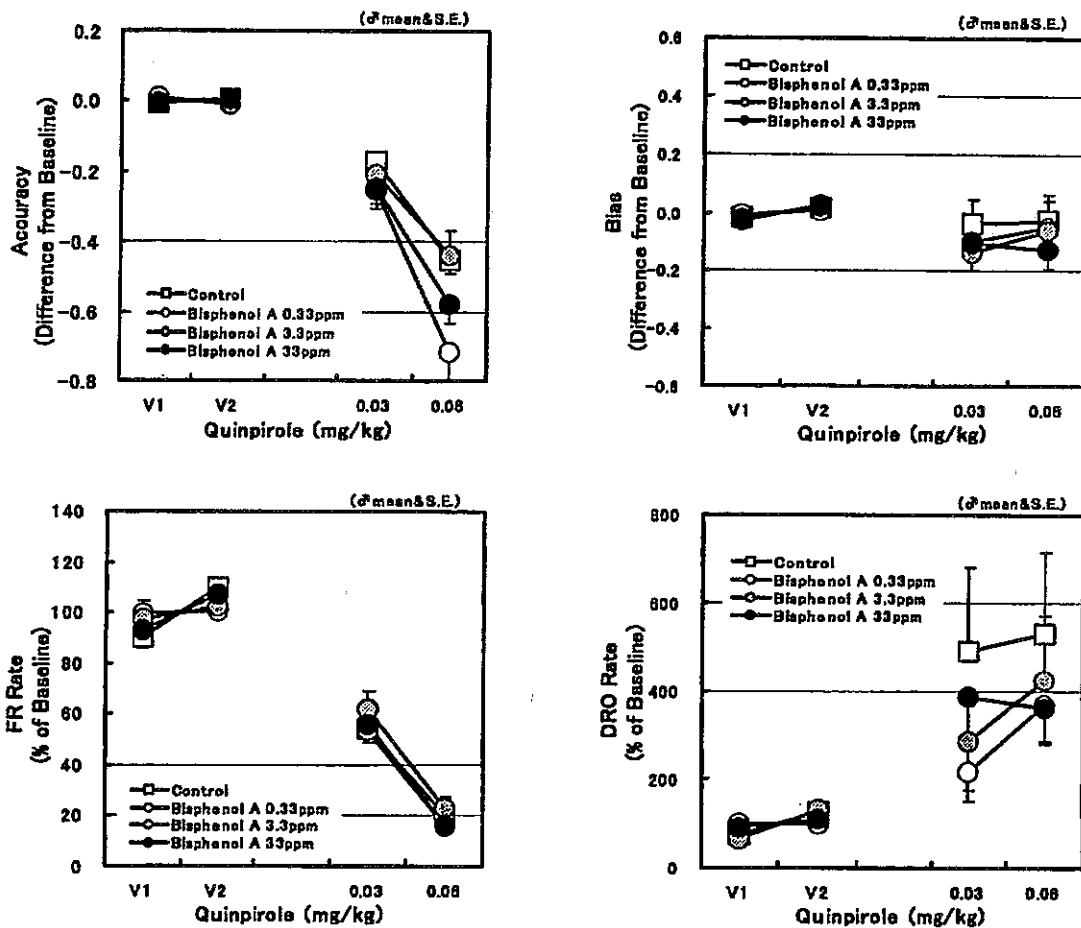 (♂mean&S.E.)
0.2
0.0
-0.2
-0.4
-0.6
-0.8
Accuracy
(Difference from Baseline)
Control
Bisphenol A 0.33ppm
Bisphenol A 3.3ppm
Bisphenol A 33ppm
V1 V2 0.03 0.06
Quinpirole (mg/kg)
(♂mean&S.E.)
0.6
0.4
0.2
0.0
-0.2
-0.4
-0.6
Bias
(Difference from Baseline)
Control
Bisphenol A 0.33ppm
Bisphenol A 3.3ppm
Bisphenol A 33ppm
V1 V2 0.03 0.06
Quinpirole (mg/kg)
(♂mean&S.E.)
140
120
100
80
60
40
20
0
FR Rate
(% of Baseline)
Control
Bisphenol A 0.33ppm
Bisphenol A 3.3ppm
Bisphenol A 33ppm
V1 V2 0.03 0.06
Quinpirole (mg/kg)
(♂mean&S.E.)
800
600
400
200
0
DRO Rate
(% of Baseline)
Control
Bisphenol A 0.33ppm
Bisphenol A 3.3ppm
Bisphenol A 33ppm
V1 V2 0.03 0.06
Quinpirole (mg/kg)